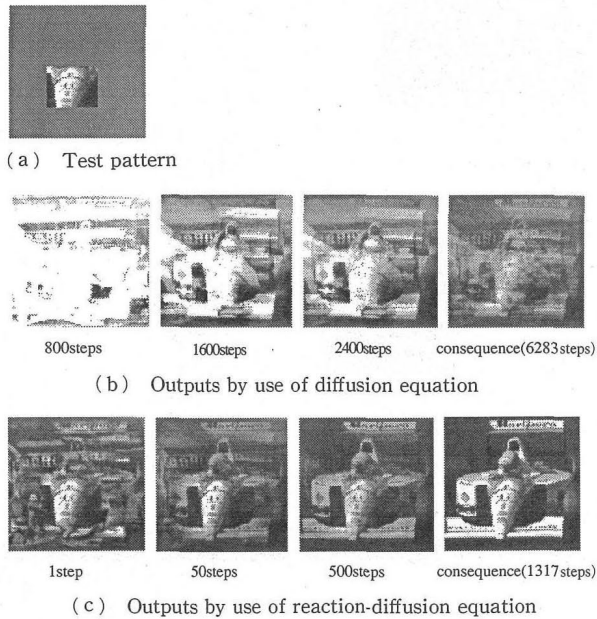 (a) Test pattern
800steps 1600steps 2400steps consequence(6283steps)
(b) Outputs by use of diffusion equation
1step 50steps 500steps consequence(1317steps)
(c) Outputs by use of reaction-diffusion equation